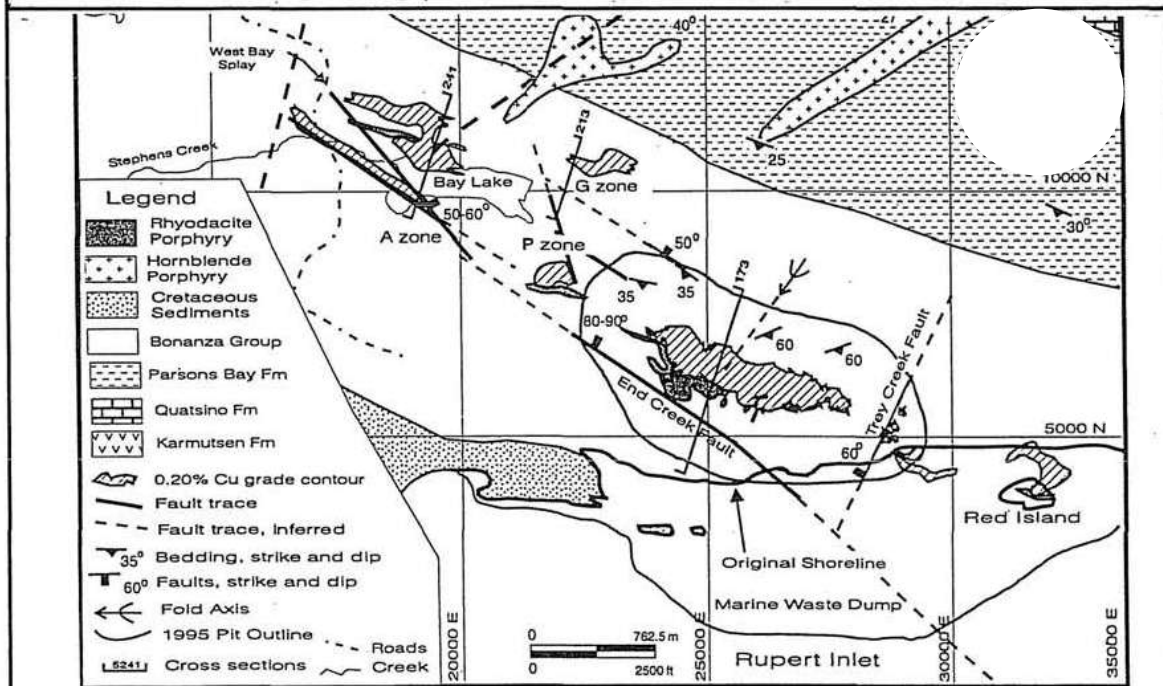 40°
2
West Bay
Splay
241
213
25
Stephens Creek
Bay Lake
G zone
10000 N
50-60°
A zone
P zone
30°
50°
35
35
173
80-90°
60
60
End Creek Fault
Trey Creek Fault
5000 N
60°
Red Island
Original Shoreline
Marine Waste Dump
Rupert Inlet
20000 E
25000 E
30000 E
35000 E
0 762.5 m
0 2500 ft
Legend
Rhyodacite
Porphyry
Hornblende
Porphyry
Cretaceous
Sediments
Bonanza Group
Parsons Bay Fm
Quatsino Fm
Karmutsen Fm
0.20% Cu grade contour
Fault trace
Fault trace, inferred
35° Bedding, strike and dip
60° Faults, strike and dip
Fold Axis
1995 Pit Outline
Roads
5241 Cross sections
Creek